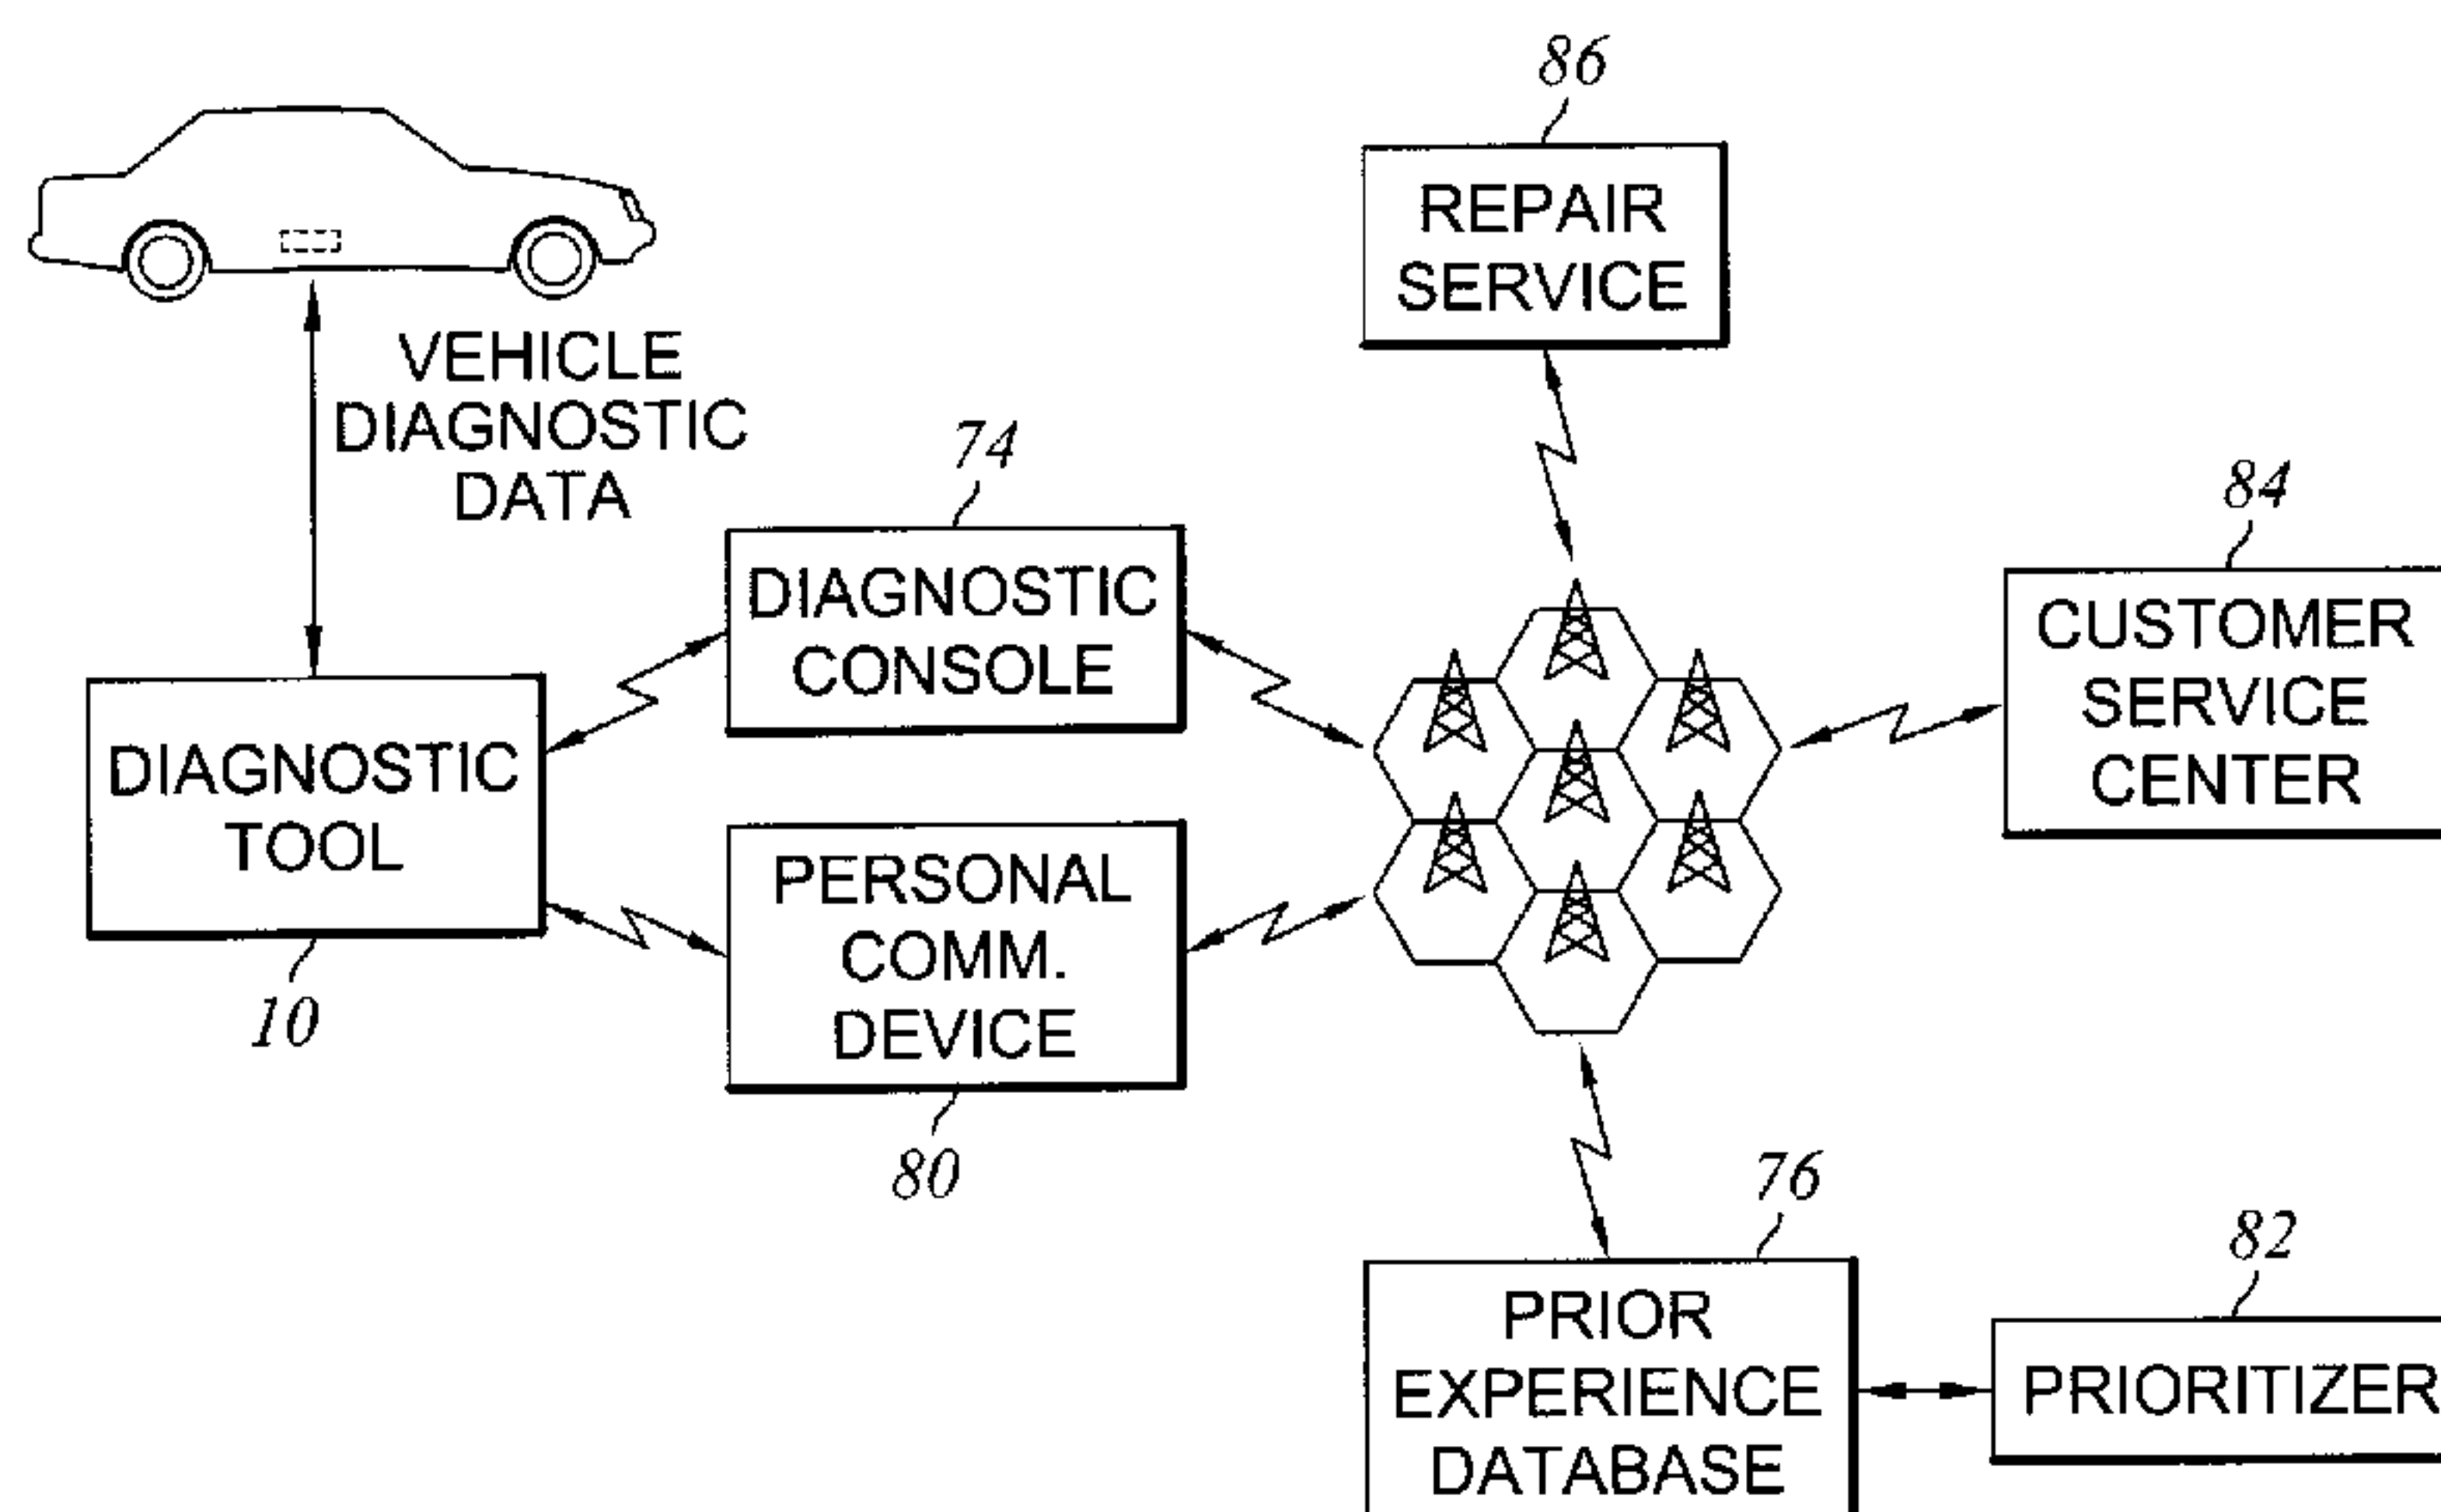 86
REPAIR
SERVICE
VEHICLE
DIAGNOSTIC
DATA
74
DIAGNOSTIC
CONSOLE
84
CUSTOMER
SERVICE
CENTER
DIAGNOSTIC
TOOL
10
PERSONAL
COMM.
DEVICE
80
76
PRIOR
EXPERIENCE
DATABASE
82
PRIORITIZER